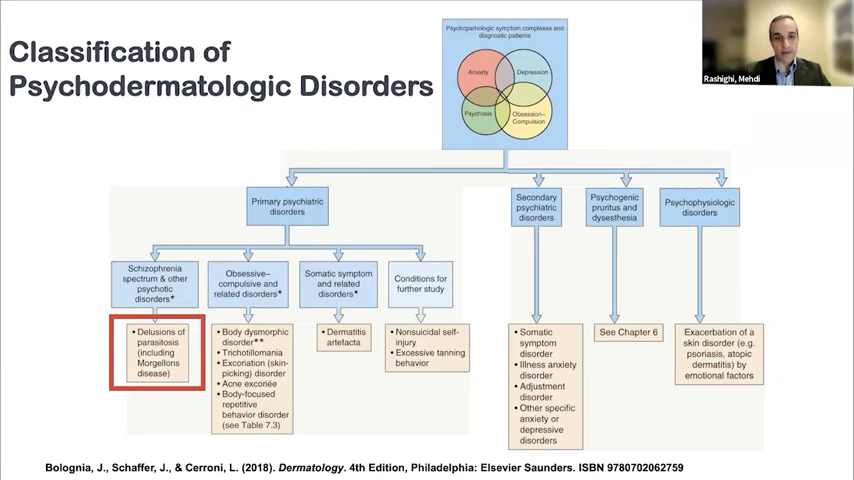 Classification of
Psychodermatologic Disorders
Psychopathologic symptom complexes and
diagnostic patterns
Anxiety
Depression
Psychosis
Obsession–
Compulsion
Rashighi, Mehdi
Primary psychiatric
disorders
Secondary
psychiatric
disorders
Psychogenic
pruritus and
dysesthesia
Psychophysiologic
disorders
Schizophrenia
spectrum & other
psychotic
disorders*
Obsessive–
compulsive and
related disorders*
Somatic symptom
and related
disorders*
Conditions for
further study
• Delusions of
parasitosis
(including
Morgellons
disease)
• Body dysmorphic
disorder**
• Trichotillomania
• Excoriation (skin-
picking) disorder
• Acne excoriée
• Body-focused
repetitive
behavior disorder
(see Table 7.3)
• Dermatitis
artefacta
• Nonsuicidal self-
injury
• Excessive tanning
behavior
• Somatic
symptom
disorder
• Illness anxiety
disorder
• Adjustment
disorder
• Other specific
anxiety or
depressive
disorders
See Chapter 6
Exacerbation of a
skin disorder (e.g.
psoriasis, atopic
dermatitis) by
emotional factors
Bolognia, J., Schaffer, J., & Cerroni, L. (2018). Dermatology. 4th Edition, Philadelphia: Elsevier Saunders. ISBN 9780702062759